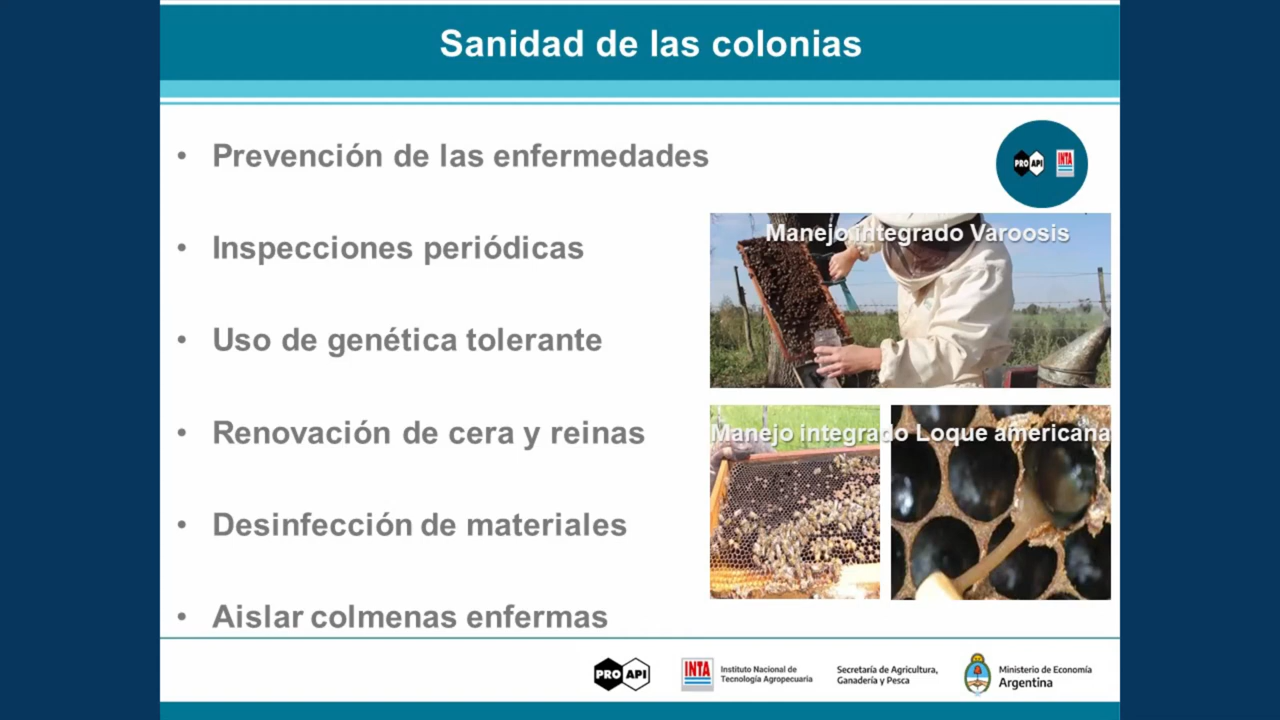 Sanidad de las colonias
• Prevención de las enfermedades
• Inspecciones periódicas
• Uso de genética tolerante
• Renovación de cera y reinas
• Desinfección de materiales
• Aislar colmenas enfermas
PRO API
INTA
Manejo integrado Varoosis
Manejo integrado Loque americana
PRO API
INTA
Instituto Nacional de
Tecnología Agropecuaria
Secretaría de Agricultura,
Ganadería y Pesca
Ministerio de Economía
Argentina